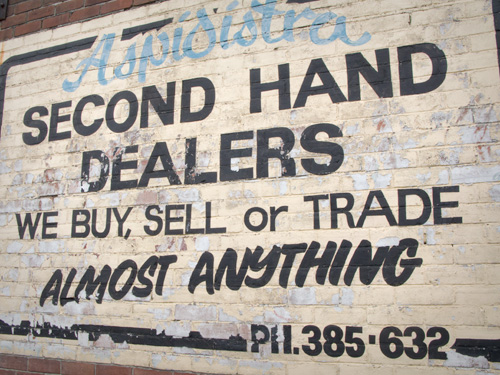 Aspidistra
SECOND HAND
DEALERS
WE BUY, SELL or TRADE
ALMOST ANYTHING
PH.385·632